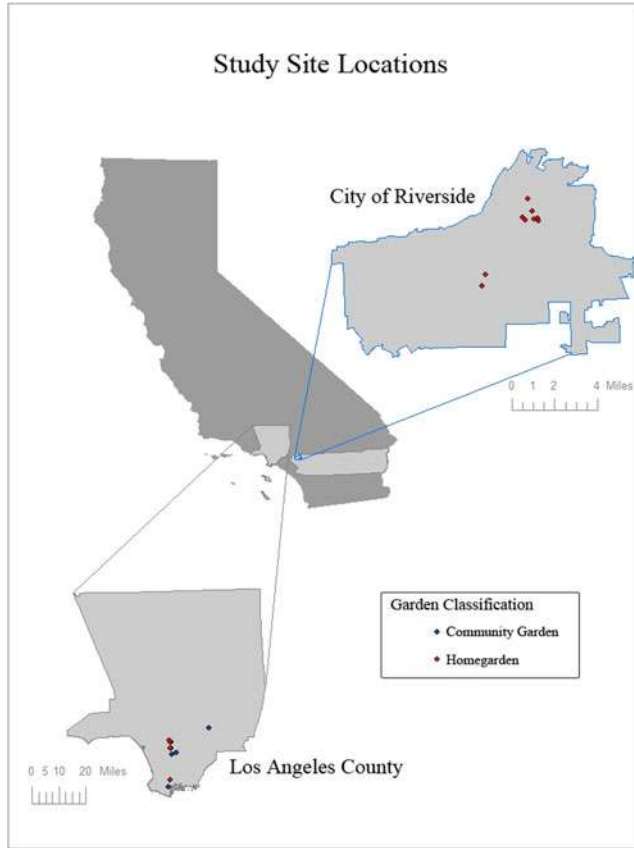 Study Site Locations
City of Riverside
0 1 2 4 Miles
Garden Classification
Community Garden
Homegarden
Los Angeles County
0 5 10 20 Miles